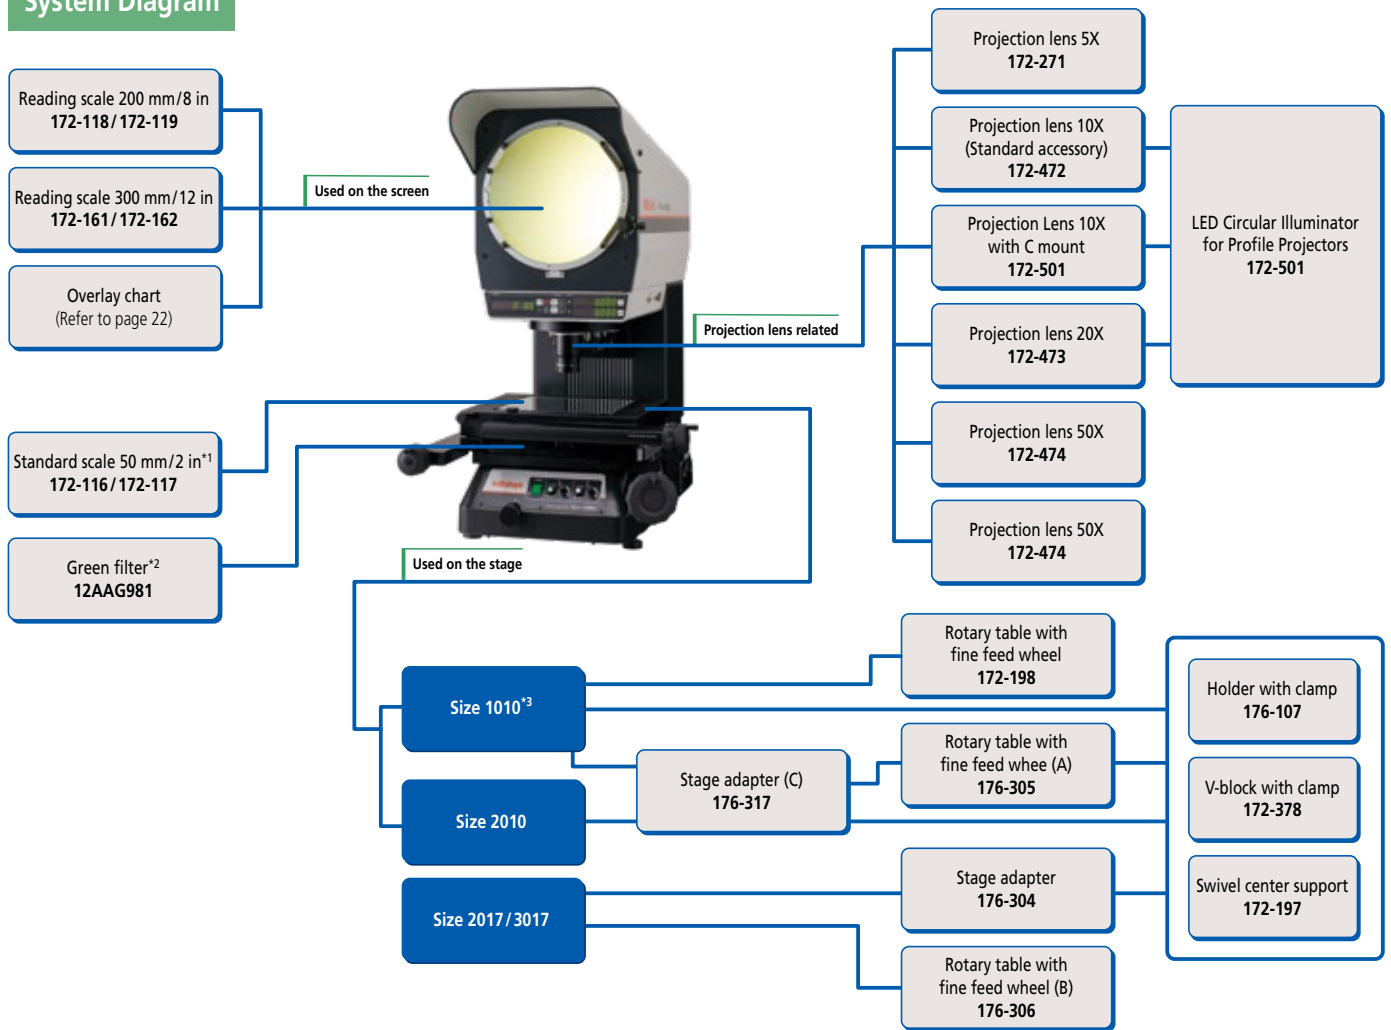 System Diagram
Reading scale 200 mm/8 in
172-118/172-119
Reading scale 300 mm/12 in
172-161/172-162
Overlay chart
(Refer to page 22)
Used on the screen
Standard scale 50 mm/2 in*1
172-116/172-117
Green filter*2
12AAG981
Projection lens related
Projection lens 5X
172-271
Projection lens 10X
(Standard accessory)
172-472
Projection Lens 10X
with C mount
172-501
Projection lens 20X
172-473
Projection lens 50X
172-474
Projection lens 50X
172-474
LED Circular Illuminator
for Profile Projectors
172-501
Mitutoyo
Used on the stage
Size 1010*3
Size 2010
Size 2017/3017
Stage adapter (C)
176-317
Rotary table with
fine feed wheel
172-198
Rotary table with
fine feed whee (A)
176-305
Stage adapter
176-304
Rotary table with
fine feed wheel (B)
176-306
Holder with clamp
176-107
V-block with clamp
172-378
Swivel center support
172-197